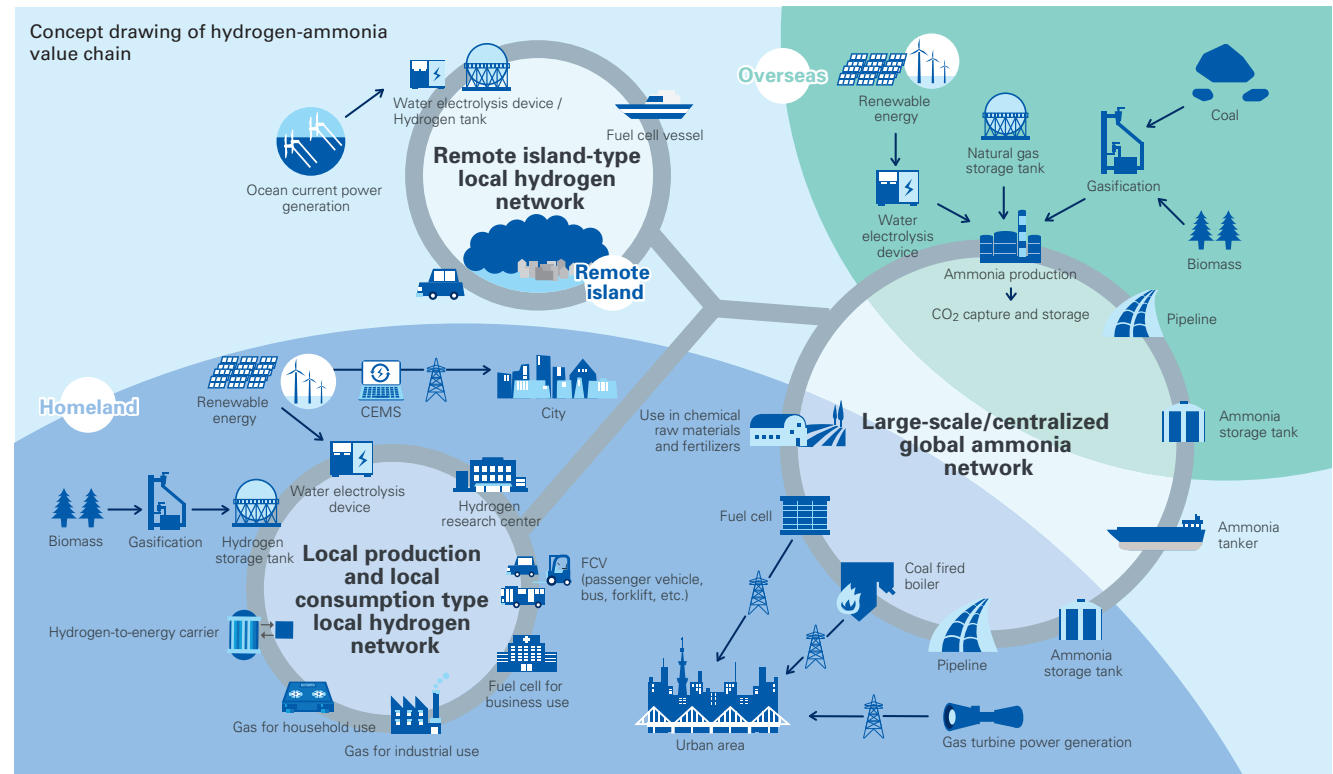 Concept drawing of hydrogen-ammonia
value chain
Water electrolysis device /
Hydrogen tank
Fuel cell vessel
Ocean current power
generation
Remote island-type
local hydrogen
network
Remote
island
Overseas
Renewable
energy
Natural gas
storage tank
Coal
Gasification
Water
electrolysis
device
Biomass
Ammonia production
CO2 capture and storage
Pipeline
Ammonia
storage tank
Large-scale/centralized
global ammonia
network
Use in chemical
raw materials
and fertilizers
Fuel cell
Ammonia
tanker
Coal fired
boiler
Pipeline
Ammonia
storage tank
Urban area
Gas turbine power generation
Homeland
Renewable
energy
CEMS
City
Water electrolysis
device
Hydrogen
research center
Biomass
Gasification
Hydrogen
storage tank
Local production
and local
consumption type
local hydrogen
network
FCV
(passenger vehicle,
bus, forklift, etc.)
Hydrogen-to-energy carrier
Fuel cell for
business use
Gas for household use
Gas for industrial use